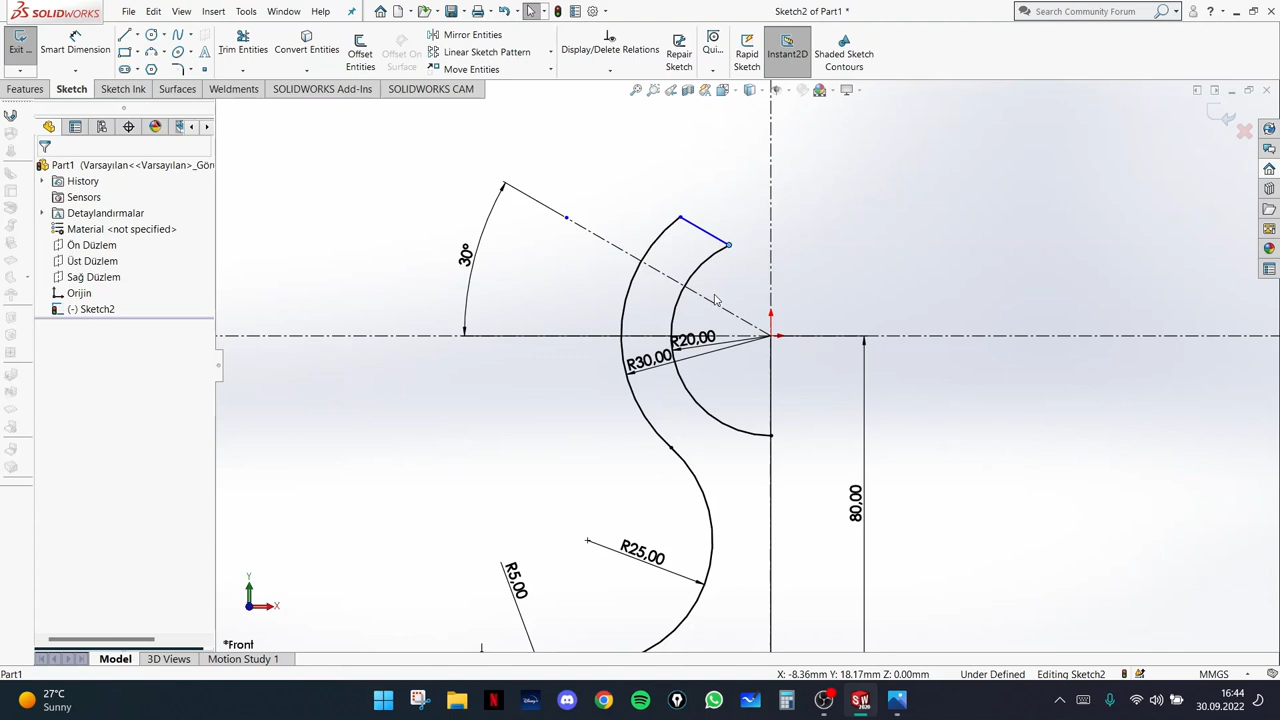 SOLIDWORKS
File
Edit
View
Insert
Tools
Window
Help
Sketch2 of Part1 *
Search Community Forum
Exit ...
Smart Dimension
Trim Entities
Convert Entities
Offset Entities
Offset On Surface
Mirror Entities
Linear Sketch Pattern
Move Entities
Display/Delete Relations
Repair Sketch
Qui...
Rapid Sketch
Instant2D
Shaded Sketch Contours
Features
Sketch
Sketch Ink
Surfaces
Weldments
SOLIDWORKS Add-Ins
SOLIDWORKS CAM
Part1 (Varsayılan<<Varsayılan>_Gör
History
Sensors
Detaylandırmalar
Material <not specified>
Ön Düzlem
Üst Düzlem
Sağ Düzlem
Orijin
(-) Sketch2
30°
R20,00
R30,00
80,00
R25,00
R5,00
Y
X
*Front
Model
3D Views
Motion Study 1
Part1
X: -8.36mm Y: 18.17mm Z: 0.00mm
Under Defined
Editing Sketch2
MMGS
27°C
Sunny
16:44
30.09.2022